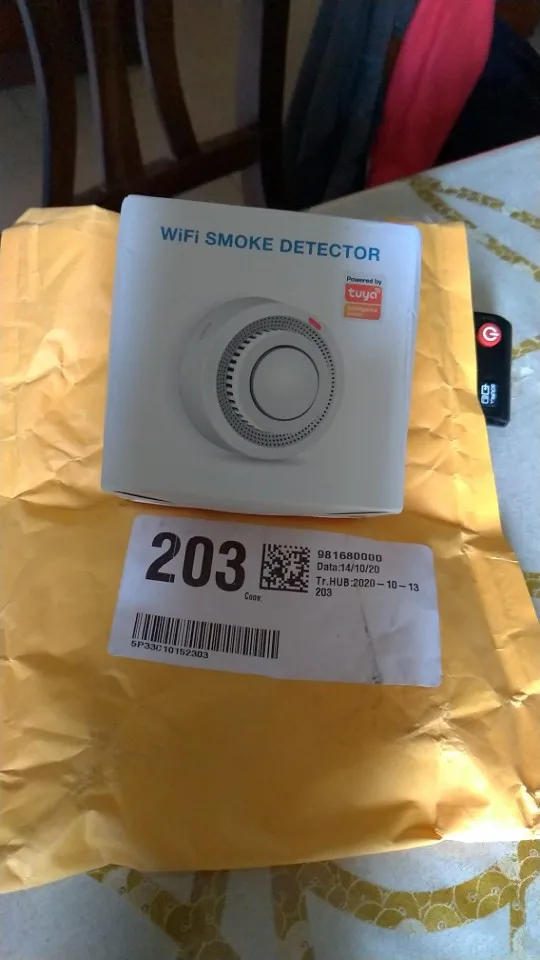 WiFi SMOKE DETECTOR
Powered by
tuya
203
Coov.
981680000
Data:14/10/20
Tr.HUB:2020-10-13
203
5P33C10152303